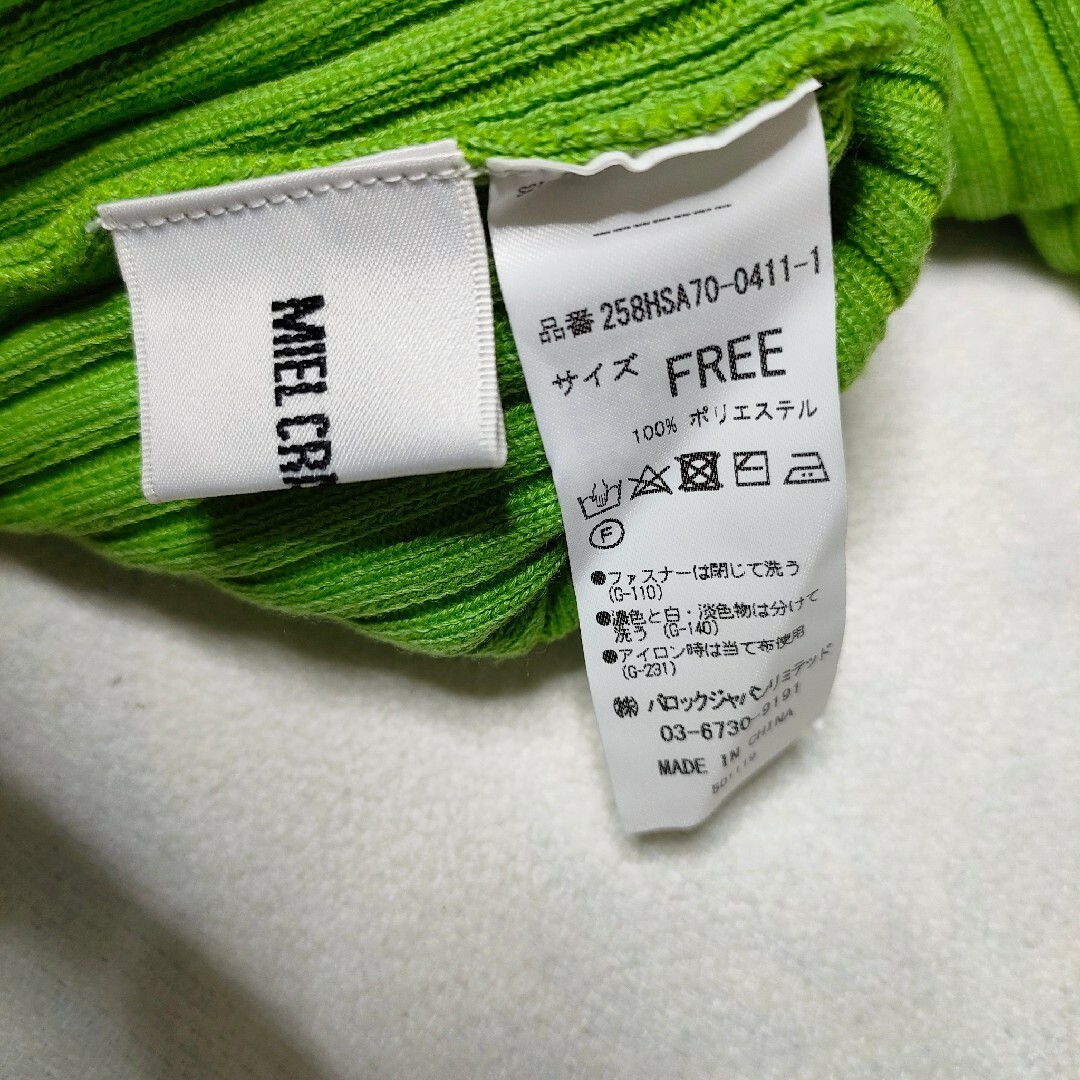 MIEL CRI
品番 258HSA70-0411-1
サイズ FREE
100% ポリエステル
F
●ファスナーは閉じて洗う
(G-110)
●濃色と白・淡色物は分けて
洗う (G-140)
●アイロン時は当て布使用
(G-231)
㈱ バロックジャパンリミテッド
03-6730-9191
MADE IN CHINA
501119